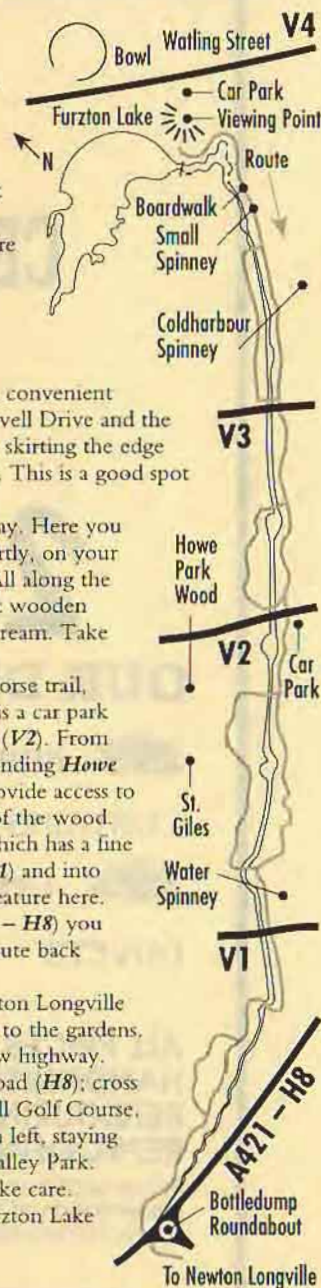 V4
Bowl Watling Street
Car Park
Furzton Lake
Viewing Point
N
Route
Boardwalk
Small
Spinney
Coldharbour
Spinney
V3
Howe
Park
Wood
V2
Car
Park
St.
Giles
Water
Spinney
V1
A421 – H8
Bottledump
Roundabout
To Newton Longville
convenient
vell Drive and the
skirting the edge
. This is a good spot
ay. Here you
rtly, on your
All along the
wooden
ream. Take
orse trail,
s a car park
(V2). From
nding Howe
ovide access to
of the wood.
hich has a fine
1) and into
eature here.
– H8) you
ute back
ton Longville
to the gardens.
w highway.
oad (H8); cross
ll Golf Course.
left, staying
alley Park.
ke care.
rzton Lake